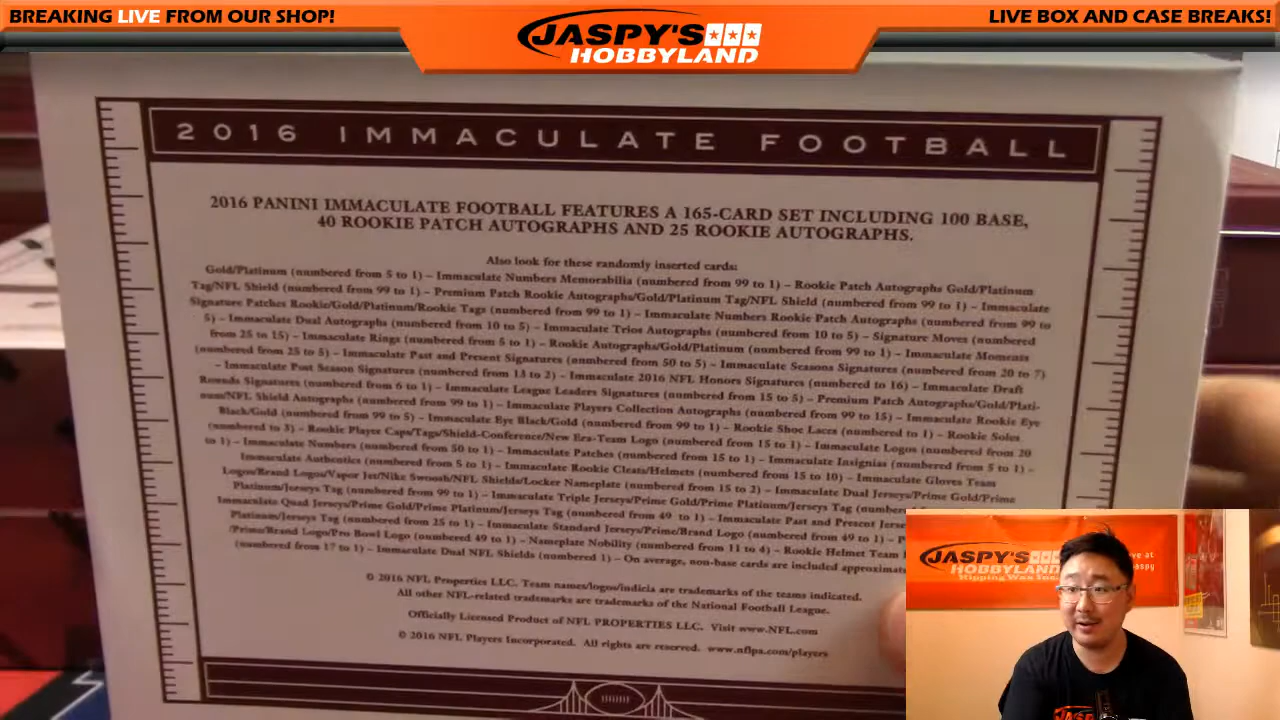 BREAKING LIVE FROM OUR SHOP!
JASPY'S
HOBBYLAND
LIVE BOX AND CASE BREAKS!
2016 IMMACULATE FOOTBALL
2016 PANINI IMMACULATE FOOTBALL FEATURES A 165-CARD SET INCLUDING 100 BASE,
40 ROOKIE PATCH AUTOGRAPHS AND 25 ROOKIE AUTOGRAPHS.
Also look for these randomly inserted cards:
Gold/Platinum (numbered from 5 to 1) – Immaculate Numbers Memorabilia (numbered from 99 to 1) – Rookie Patch Autographs Gold/Platinum
Tag/NFL Shield (numbered from 99 to 1) – Premium Patch Rookie Autographs/Gold/Platinum Tag/NFL Shield (numbered from 99 to 1) – Immaculate
Signature Patches Rookie/Gold/Platinum/Rookie Tags (numbered from 99 to 1) – Immaculate Numbers Rookie Patch Autographs (numbered from 99 to
5) – Immaculate Dual Autographs (numbered from 10 to 5) – Immaculate Trios Autographs (numbered from 10 to 5) – Signature Moves (numbered
from 25 to 15) – Immaculate Rings (numbered from 5 to 1) – Rookie Autographs/Gold/Platinum (numbered from 99 to 1) – Immaculate Moments
(numbered from 25 to 5) – Immaculate Past and Present Signatures (numbered from 50 to 5) – Immaculate Seasons Signatures (numbered from 20 to 7)
– Immaculate Post Season Signatures (numbered from 13 to 2) – Immaculate 2016 NFL Honors Signatures (numbered to 16) – Immaculate Draft
Rounds Signatures (numbered from 6 to 1) – Immaculate League Leaders Signatures (numbered from 15 to 5) – Premium Patch Autographs/Gold/Plati-
num/NFL Shield Autographs (numbered from 99 to 1) – Immaculate Players Collection Autographs (numbered from 99 to 15) – Immaculate Rookie Eye
Black/Gold (numbered from 99 to 5) – Immaculate Eye Black/Gold (numbered from 99 to 1) – Rookie Shoe Laces (numbered to 1) – Rookie Soles
(numbered to 3) – Rookie Player Caps/Tags/Shield-Conference/New Era-Team Logo (numbered from 15 to 1) – Immaculate Logos (numbered from 20
to 1) – Immaculate Numbers (numbered from 50 to 1) – Immaculate Patches (numbered from 15 to 1) – Immaculate Insignias (numbered from 5 to 1) –
Immaculate Authentics (numbered from 5 to 1) – Immaculate Rookie Cleats/Helmets (numbered from 15 to 10) – Immaculate Gloves Team
Logos/Brand Logos/Vapor Jet/Nike Swoosh/NFL Shields/Locker Nameplate (numbered from 15 to 2) – Immaculate Dual Jerseys/Prime Gold/Prime
Platinum/Jerseys Tag (numbered from 99 to 1) – Immaculate Triple Jerseys/Prime Gold/Prime Platinum/Jerseys Tag
Immaculate Quad Jerseys/Prime Gold/Prime Platinum/Jerseys Tag (numbered from 49 to 1) – Immaculate Past and Present
Platinum/Jersey Tag (numbered from 25 to 1) – Immaculate Standard Jerseys/Prime/Brand Logo (numbered from 49 to 1) –
/Prime/Brand Logo/Pro Bowl Logo (numbered 49 to 1) – Nameplate Nobility (numbered from 11 to 4) – Rookie Helmet Team
(numbered from 17 to 1) – Immaculate Dual NFL Shields (numbered 1) – On average, non-base cards are included
© 2016 NFL Properties LLC. Team names/logos/indicia are trademarks of the teams indicated.
All other NFL-related trademarks are trademarks of the National Football League.
Officially Licensed Product of NFL PROPERTIES LLC. Visit www.NFL.com
© 2016 NFL Players Incorporated. All rights are reserved. www.nflpa.com/players
JASPY'S
HOBBYLAND